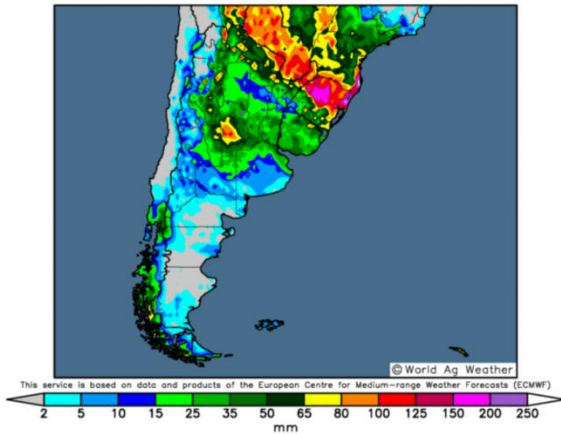 © World Ag Weather
This service is based on data and products of the European Centre for Medium-range Weather Forecasts (ECMWF)
2 5 10 15 25 35 50 65 80 100 125 150 200 250
mm